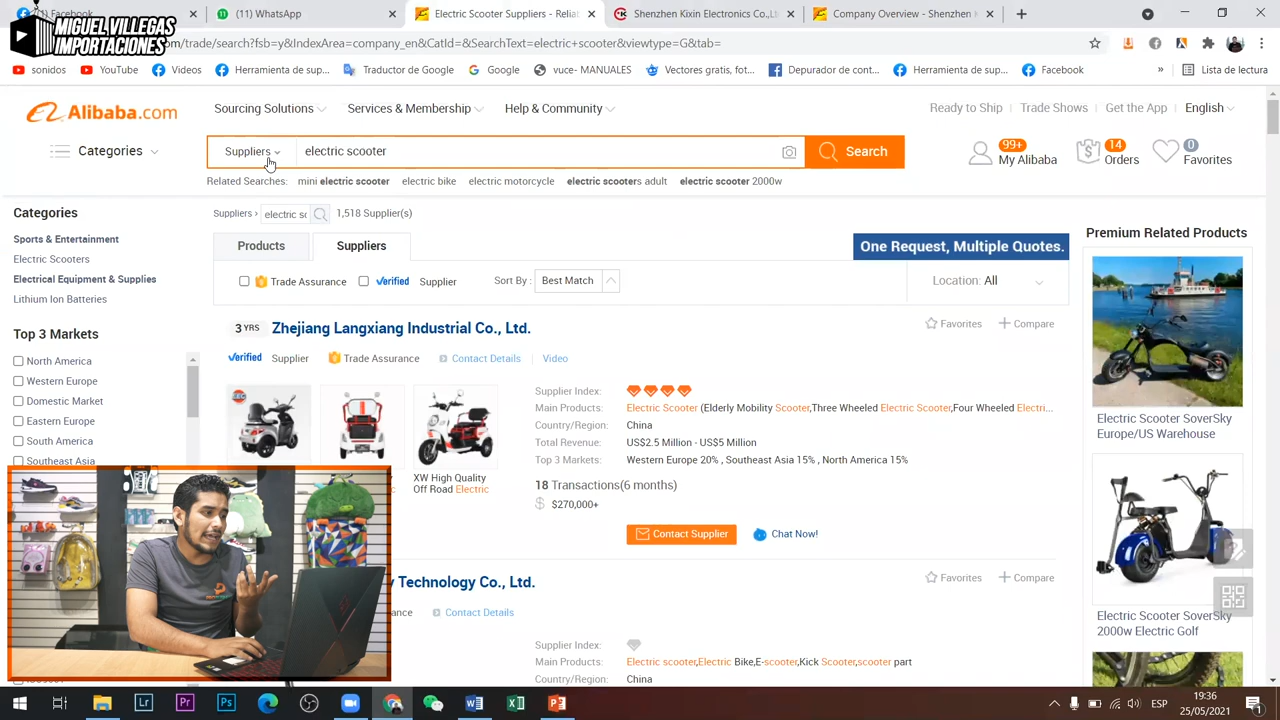 Facebook
(21) WhatsApp
Electric Scooter Suppliers - Relia
Shenzhen Kixin Electronics Co.,Lt
Company Overview - Shenzhen K
MIGUEL VILLEGAS
IMPORTACIONES
om/trade/search?fsb=y&IndexArea=company_en&CatId=&SearchText=electric+scooter&viewtype=G&tab=
sonidos
YouTube
Videos
Herramienta de sup...
Traductor de Google
Google
vuce- MANUALES
Vectores gratis, fot...
Depurador de cont...
Herramienta de sup...
Facebook
»
Lista de lectura
Alibaba.com
Sourcing Solutions
Services & Membership
Help & Community
Ready to Ship
Trade Shows
Get the App
English
Categories
Suppliers
electric scooter
Search
99+
My Alibaba
14
Orders
0
Favorites
Related Searches: mini electric scooter electric bike electric motorcycle electric scooters adult electric scooter 2000w
Categories
Sports & Entertainment
Electric Scooters
Electrical Equipment & Supplies
Lithium Ion Batteries
Top 3 Markets
North America
Western Europe
Domestic Market
Eastern Europe
South America
Southeast Asia
Suppliers › electric sc 1,518 Supplier(s)
Products
Suppliers
One Request, Multiple Quotes.
Trade Assurance
Verified Supplier
Sort By : Best Match
Location: All
3 YRS Zhejiang Langxiang Industrial Co., Ltd.
Favorites
Compare
Verified Supplier
Trade Assurance
Contact Details
Video
XW High Quality
Off Road Electric
Supplier Index:
Main Products: Electric Scooter (Elderly Mobility Scooter,Three Wheeled Electric Scooter,Four Wheeled Electri...
Country/Region: China
Total Revenue: US$2.5 Million - US$5 Million
Top 3 Markets: Western Europe 20% , Southeast Asia 15% , North America 15%
18 Transactions(6 months)
$ $270,000+
Contact Supplier
Chat Now!
y Technology Co., Ltd.
Favorites
Compare
ance
Contact Details
Supplier Index:
Main Products: Electric scooter,Electric Bike,E-scooter,Kick Scooter,scooter part
Country/Region: China
Premium Related Products
Electric Scooter SoverSky
Europe/US Warehouse
Electric Scooter SoverSky
2000w Electric Golf
Lr
Pr
Ps
ESP
19:36
25/05/2021
1